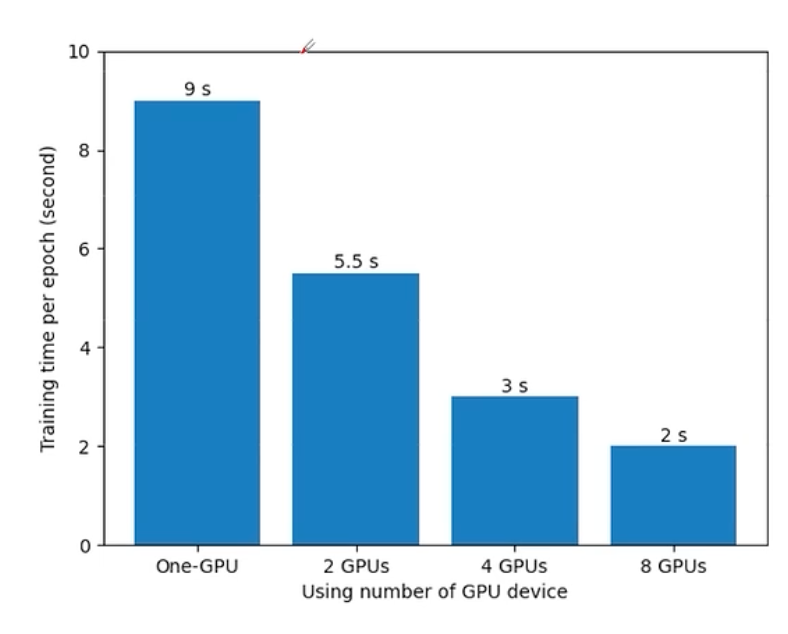 10
9 s
8
6
5.5 s
4
3 s
2
2 s
0
One-GPU 2 GPUs 4 GPUs 8 GPUs
Using number of GPU device
Training time per epoch (second)